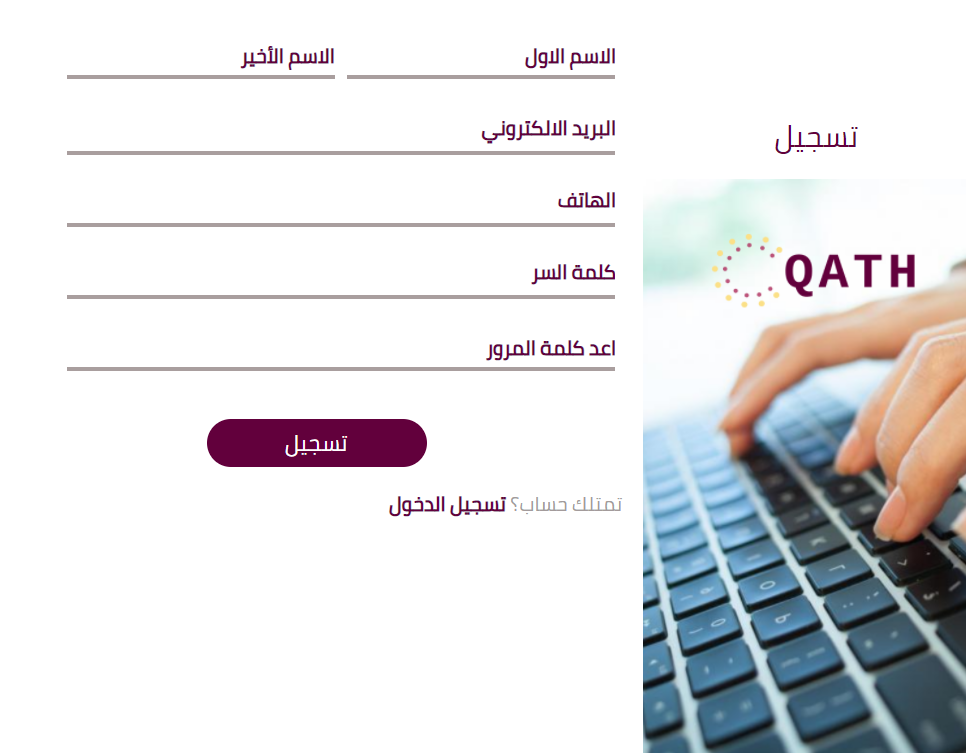 تسجيل
QATH
الاسم الاول
الاسم الأخير
البريد الالكتروني
الهاتف
كلمة السر
اعد كلمة المرور
تسجيل
تمتلك حساب؟ تسجيل الدخول